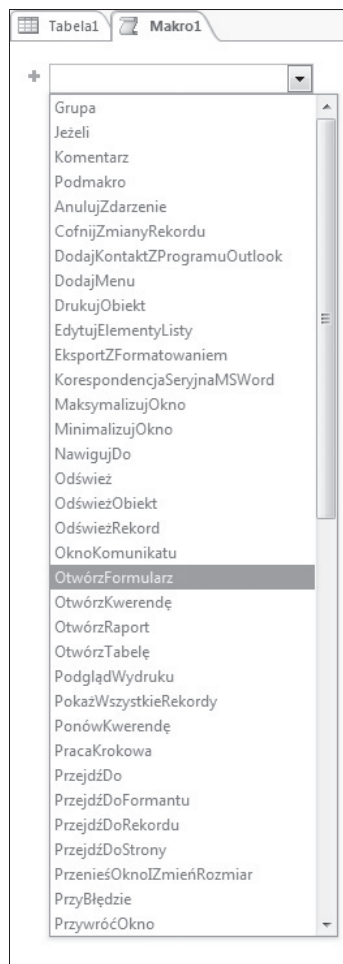 Tabela1 Makro1
Grupa
Jeżeli
Komentarz
Podmakro
AnulujZdarzenie
CofnijZmianyRekordu
DodajKontaktZProgramuOutlook
DodajMenu
DrukujObiekt
EdytujElementyListy
EksportZFormatowaniem
KorespondencjaSeryjnaMSWord
MaksymalizujOkno
MinimalizujOkno
NawigujDo
Odśwież
OdświeżObiekt
OdświeżRekord
OknoKomunikatu
OtwórzFormularz
OtwórzKwerendę
OtwórzRaport
OtwórzTabelę
PodglądWydruku
PokażWszystkieRekordy
PonówKwerendę
PracaKrokowa
PrzejdźDo
PrzejdźDoFormantu
PrzejdźDoRekordu
PrzejdźDoStrony
PrzenieśOknoIZmieńRozmiar
PrzyBłędzie
PrzywróćOkno